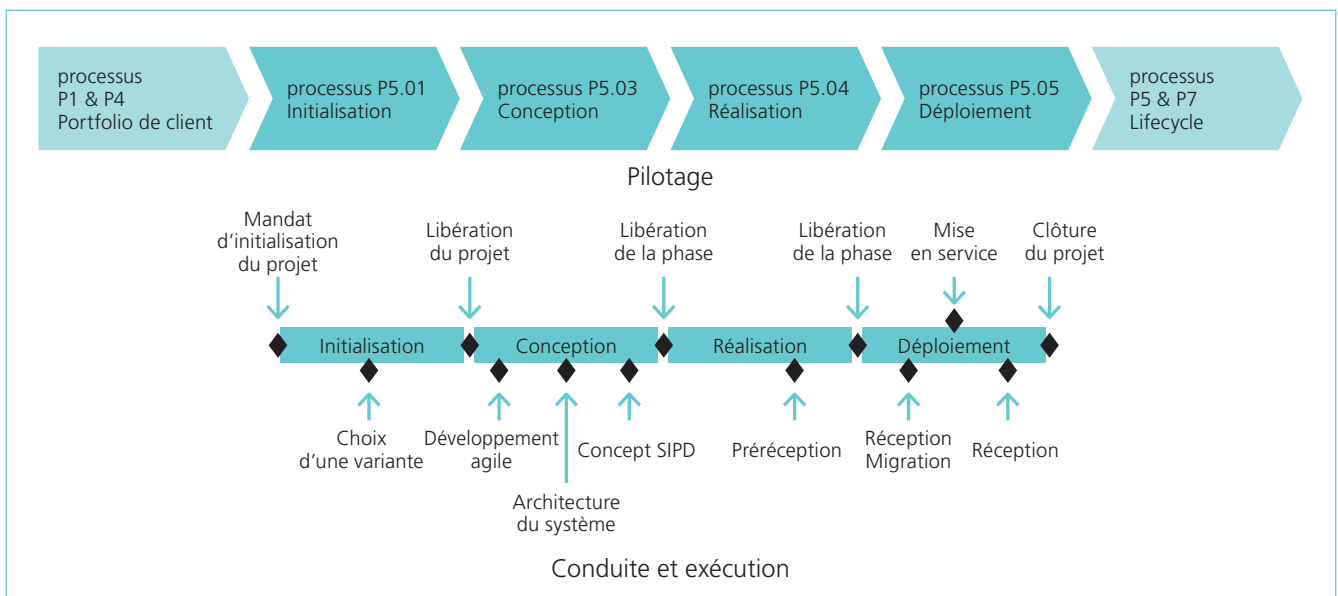 processus
P1 & P4
Portfolio de client
processus P5.01
Initialisation
processus P5.03
Conception
processus P5.04
Réalisation
processus P5.05
Déploiement
processus
P5 & P7
Lifecycle
Pilotage
Mandat
d'initialisation
du projet
Libération
du projet
Libération
de la phase
Libération
de la phase
Mise
en service
Clôture
du projet
Initialisation
Conception
Réalisation
Déploiement
Choix
d'une variante
Développement
agile
Architecture
du système
Concept SIPD
Préréception
Réception
Migration
Réception
Conduite et exécution